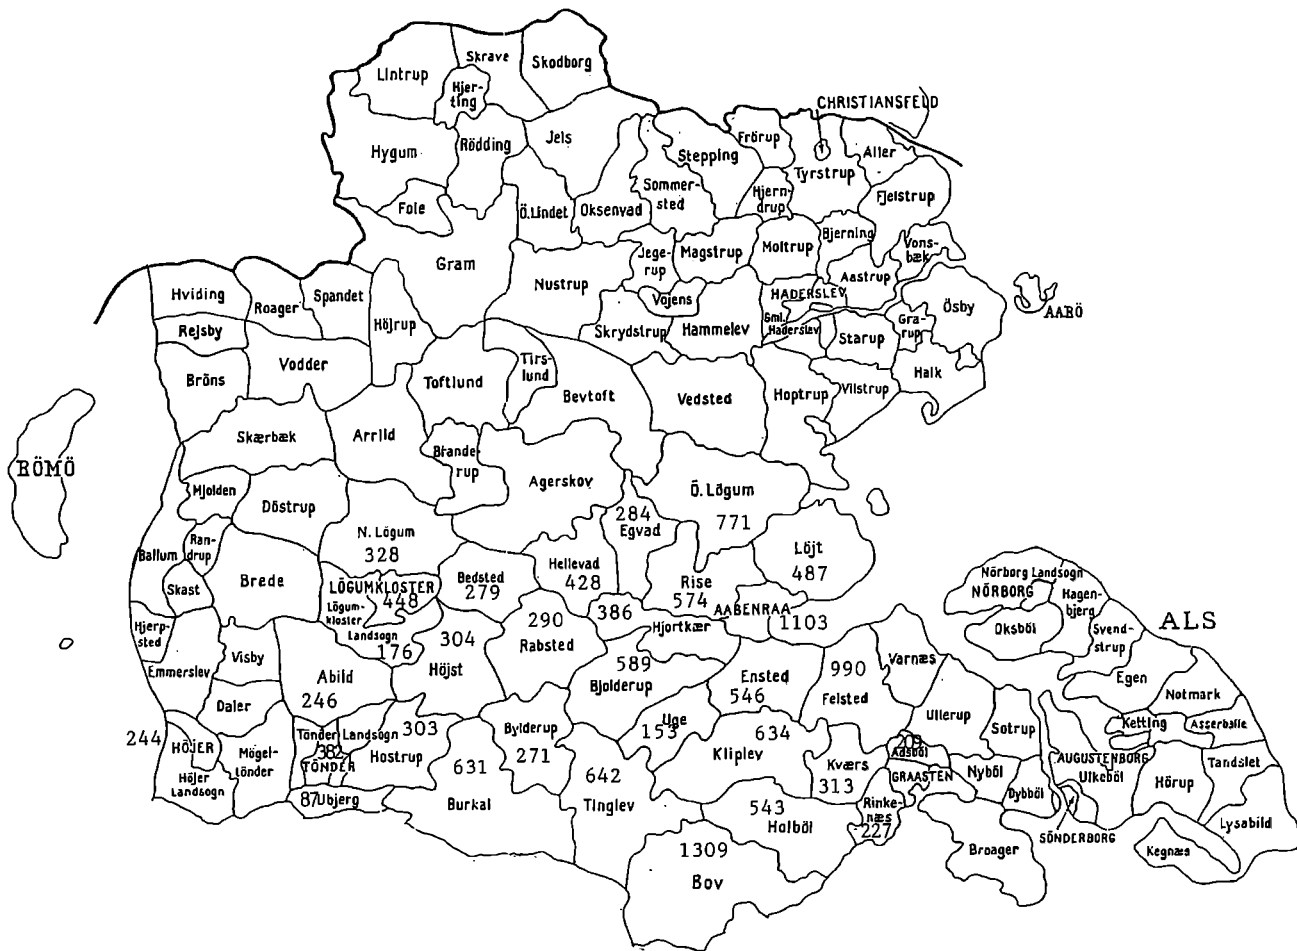 Skrave
Skodborg
Lintrup
Hjer-
ting
CHRISTIANSFELD
Frörup
Jels
Rödding
Hygum
Stepping
Aller
Tyrstrup
Sommer-
sted
Hjern-
drup
Fjelstrup
Fole
Ö.Lindet
Oksenvad
Bjerning
Vons-
bæk
Gram
Jege-
rup
Magstrup
Moltrup
Aastrup
Nustrup
Hviding
Roager
Spandet
Höjrup
Vojens
HADERSLEV
Gml.
Haderslev
Ösby
AARÖ
Rejsby
Skrydstrup
Hammelev
Starup
Gra-
rup
Vodder
Bröns
Toftlund
Tirs-
lund
Bevtoft
Vedsted
Hoptrup
Vilstrup
Halk
Skærbæk
Arrild
Brande-
rup
RÖMÖ
Agerskov
Ö. Lögum
771
Mjolden
Döstrup
284
Egvad
N. Lögum
328
Löjt
487
Ballum
Ran-
drup
Hellevad
428
Skast
Brede
LÖGUMKLOSTER
448
Bedsted
279
Rise
574
Nörborg Landsogn
NÖRBORG
Hagen-
bjerg
Lögum-
kloster
Landsogn
176
386
AABENRAA
1103
Oksböl
ALS
Hjerp-
sted
304
Höjst
290
Rabsted
Hjortkær
Svend-
strup
Emmerslev
Visby
Abild
246
589
Bjolderup
Ensted
546
990
Felsted
Varnæs
Egen
Notmark
Daler
Ullerup
Sotrup
244
HÖJER
Höjer
Landsogn
Mögel-
tönder
Tönder Landsogn
382
TÖNDER
303
Hostrup
Bylderup
271
Uge
153
634
Kliplev
209
Adsböl
Ketting
Asserballe
631
Burkal
642
Tinglev
Kværs
313
GRAASTEN
Nyböl
AUGUSTENBORG
Ulkeböl
Hörup
Tandslet
87
Ubjerg
543
Holböl
Rinke-
næs
227
Dybböl
SÖNDERBORG
Lysabild
1309
Bov
Broager
Kegnæs